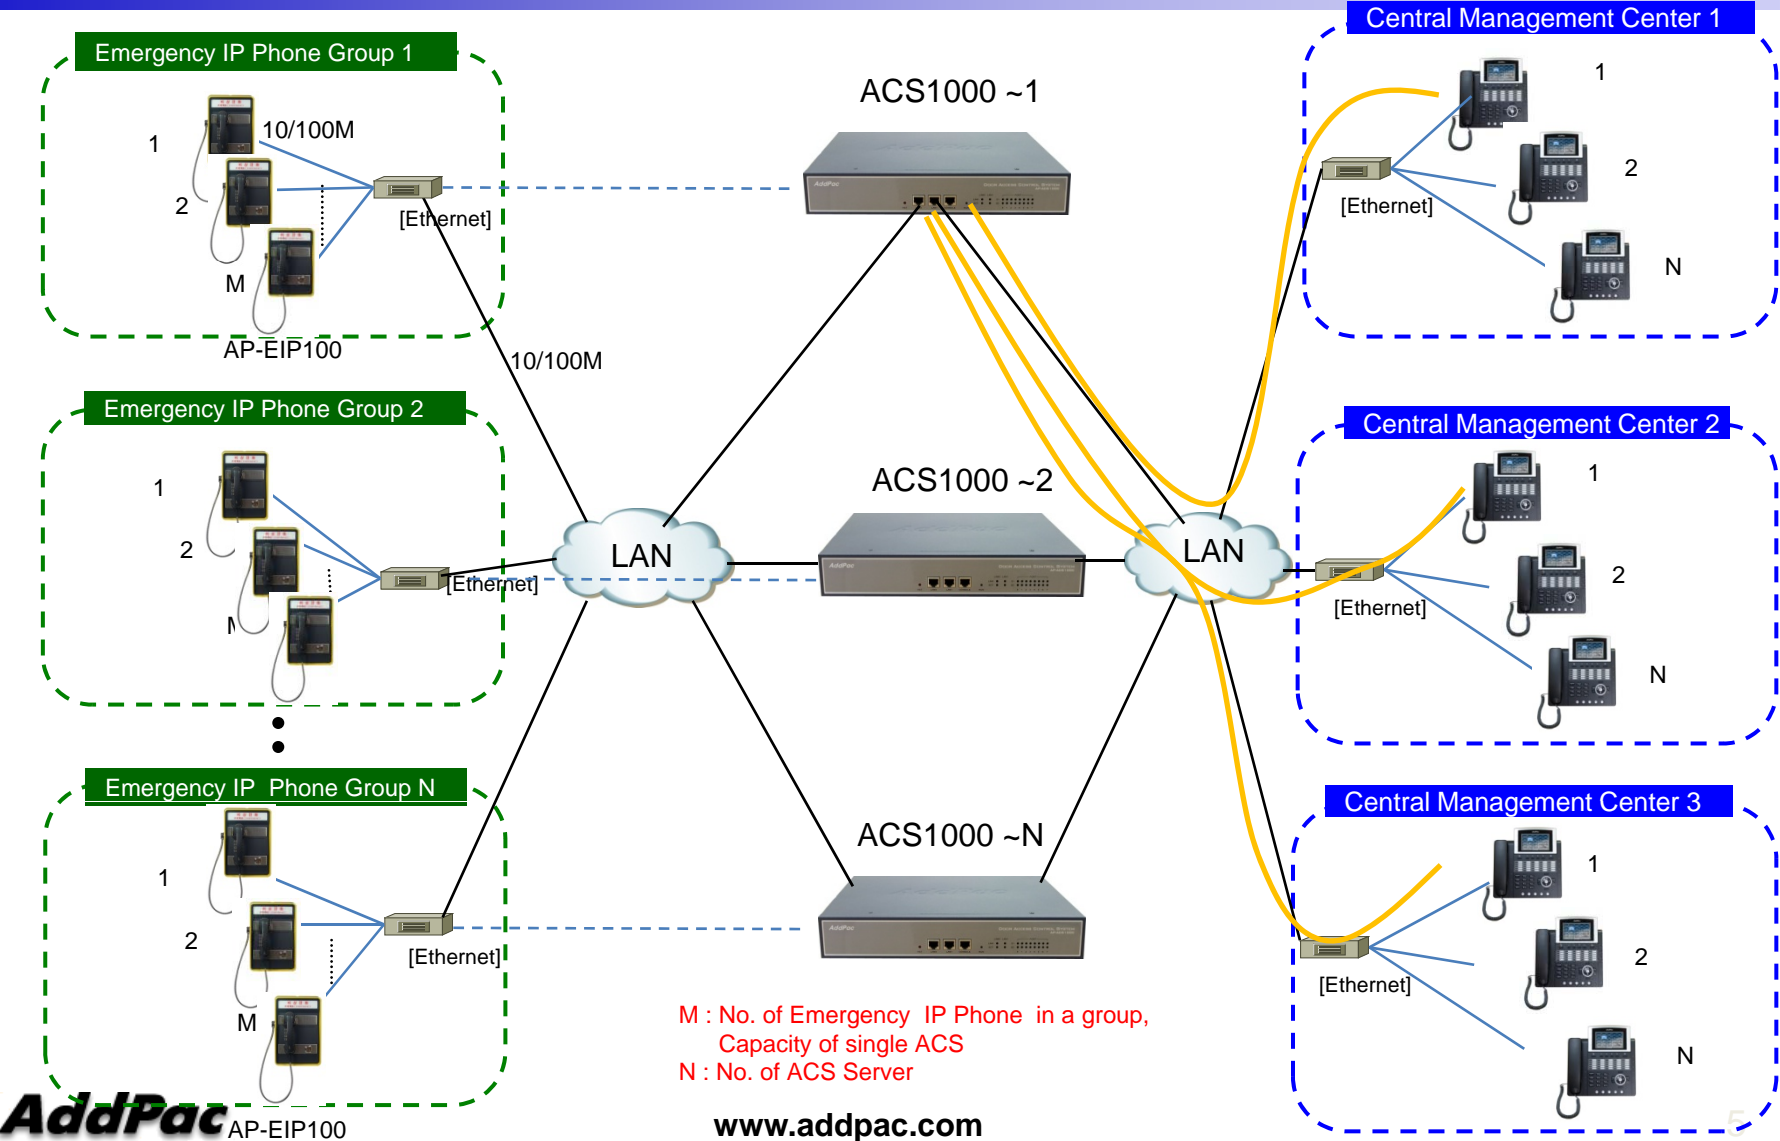 Central Management Center 1
Emergency IP Phone Group 1
ACS1000 ~1
1
10/100M
1
2
2
[Ethernet]
[Ethernet]
M
N
AddPac
AP-EIP100
10/100M
Emergency IP Phone Group 2
Central Management Center 2
ACS1000 ~2
1
1
2
LAN
LAN
2
[Ethernet]
[Ethernet]
AddPac
M
N
Emergency IP  Phone Group N
Central Management Center 3
ACS1000 ~N
1
1
2
2
[Ethernet]
[Ethernet]
AddPac
M
N
M : No. of Emergency  IP Phone  in a group,
Capacity of single ACS
N : No. of ACS Server
AddPac
AP-EIP100
www.addpac.com
5